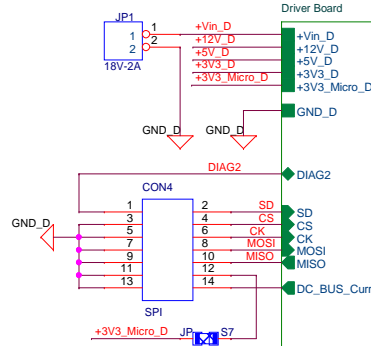 Driver Board
JP1
1 1 +Vin_D +Vin_D
2 2 +12V_D +12V_D
+5V_D +5V_D
18V-2A +3V3_D +3V3_D
+3V3_Micro_D +3V3_Micro_D
GND_D
GND_D GND_D
DIAG2 DIAG2
CON4
1 2 SD SD
3 4 CS CS
GND_D 5 6 CK CK
7 8 MOSI MOSI
9 10 MISO MISO
11 12
13 14 DC_BUS_Curr
SPI
+3V3_Micro_D JP S7